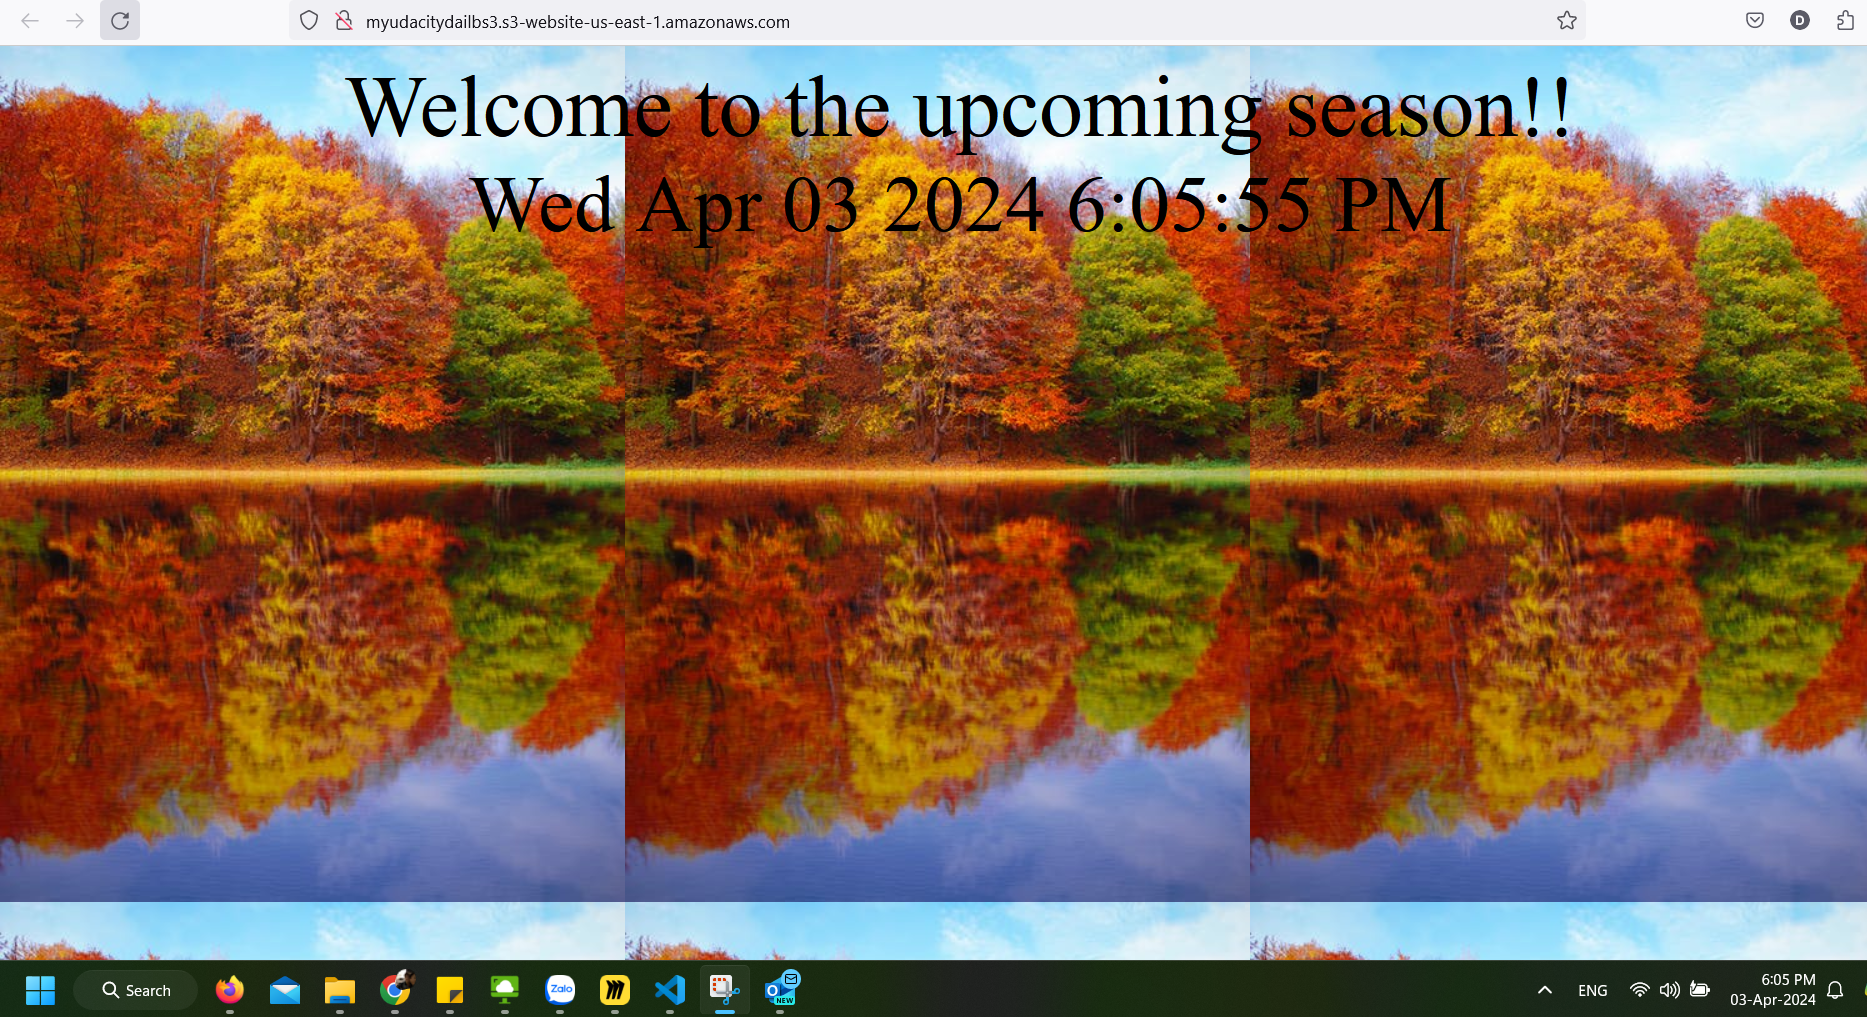 myudacitydailbs3.s3-website-us-east-1.amazonaws.com
D
Welcome to the upcoming season!!
Wed Apr 03 2024 6:05:55 PM
Search
Zalo
O
NEW
ENG
6:05 PM
03-Apr-2024